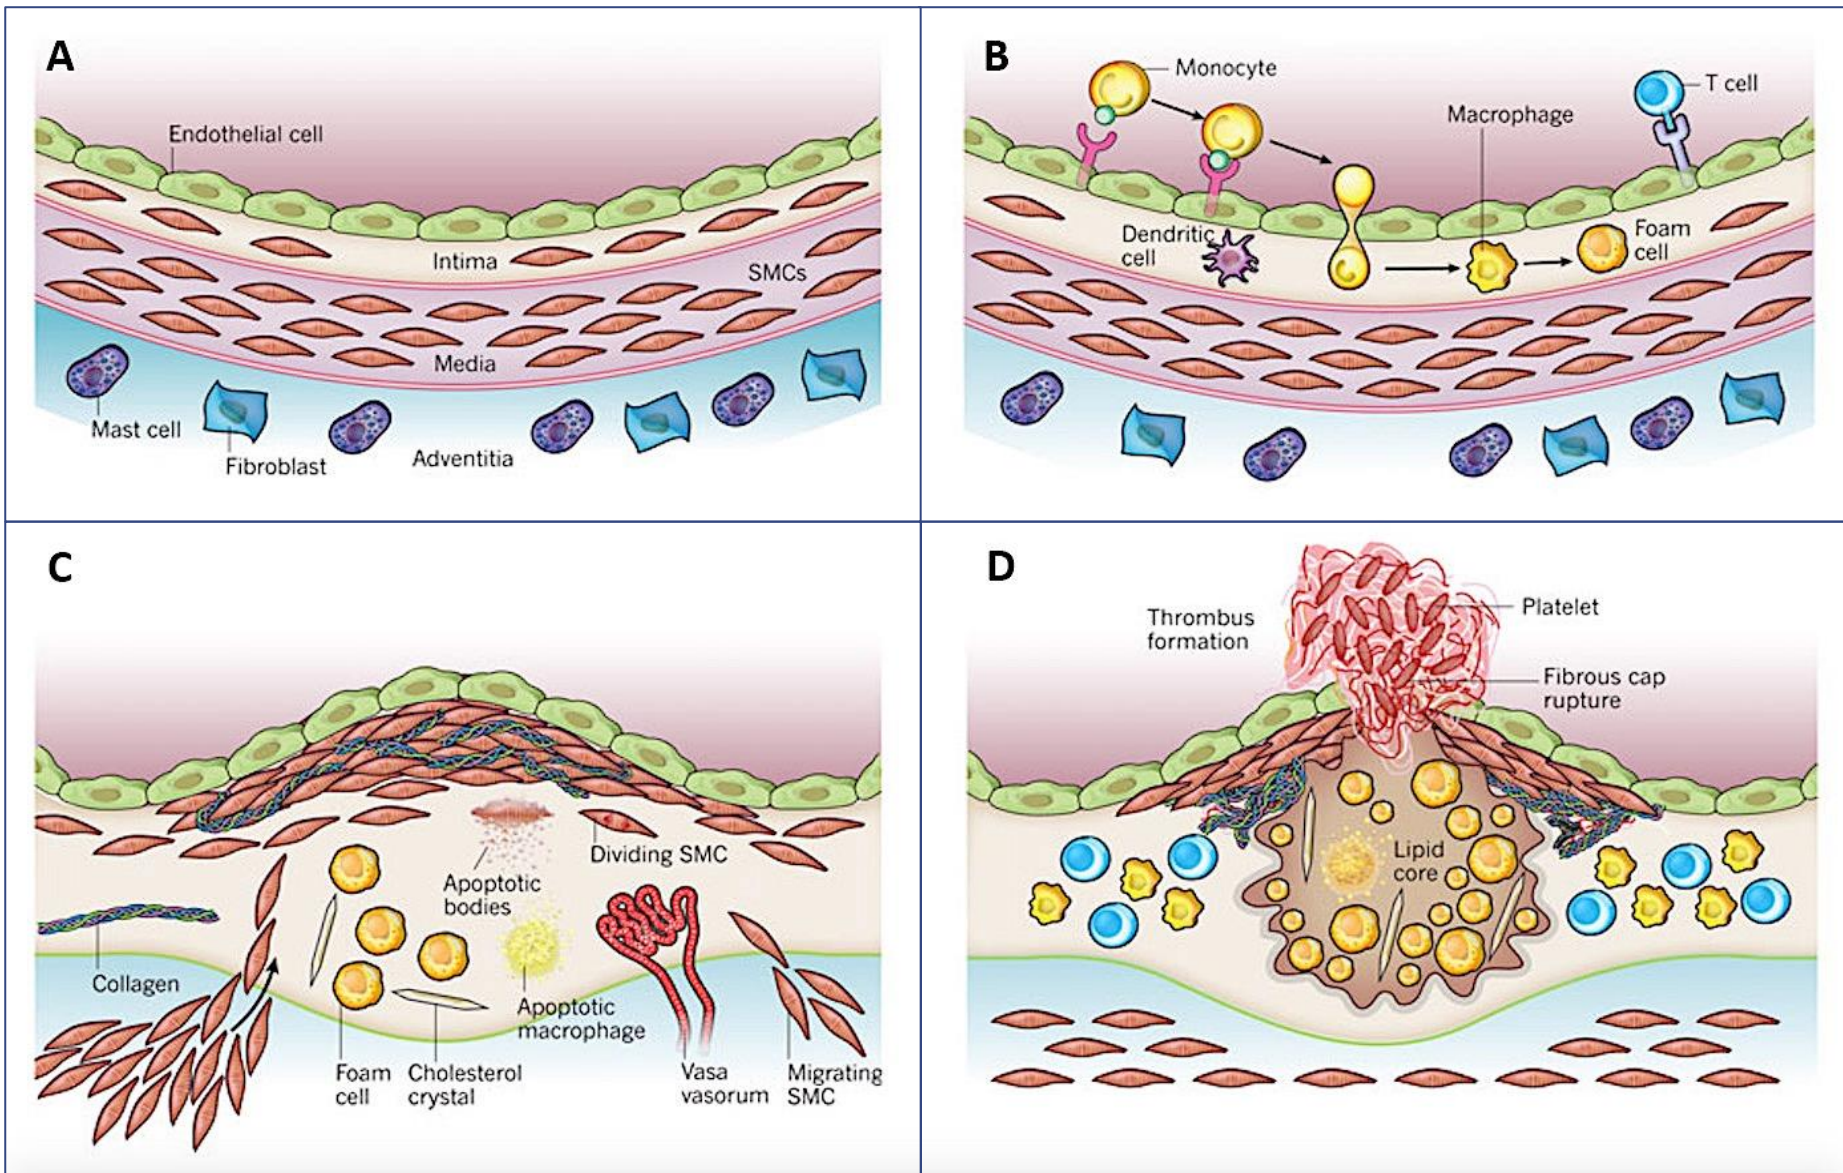 A
Endothelial cell
Intima
SMCs
Media
Mast cell
Fibroblast
Adventitia
B
Monocyte
T cell
Macrophage
Dendritic
cell
Foam
cell
C
Dividing SMC
Apoptotic
bodies
Collagen
Apoptotic
macrophage
Foam
cell
Cholesterol
crystal
Vasa
vasorum
Migrating
SMC
D
Thrombus
formation
Platelet
Fibrous cap
rupture
Lipid
core